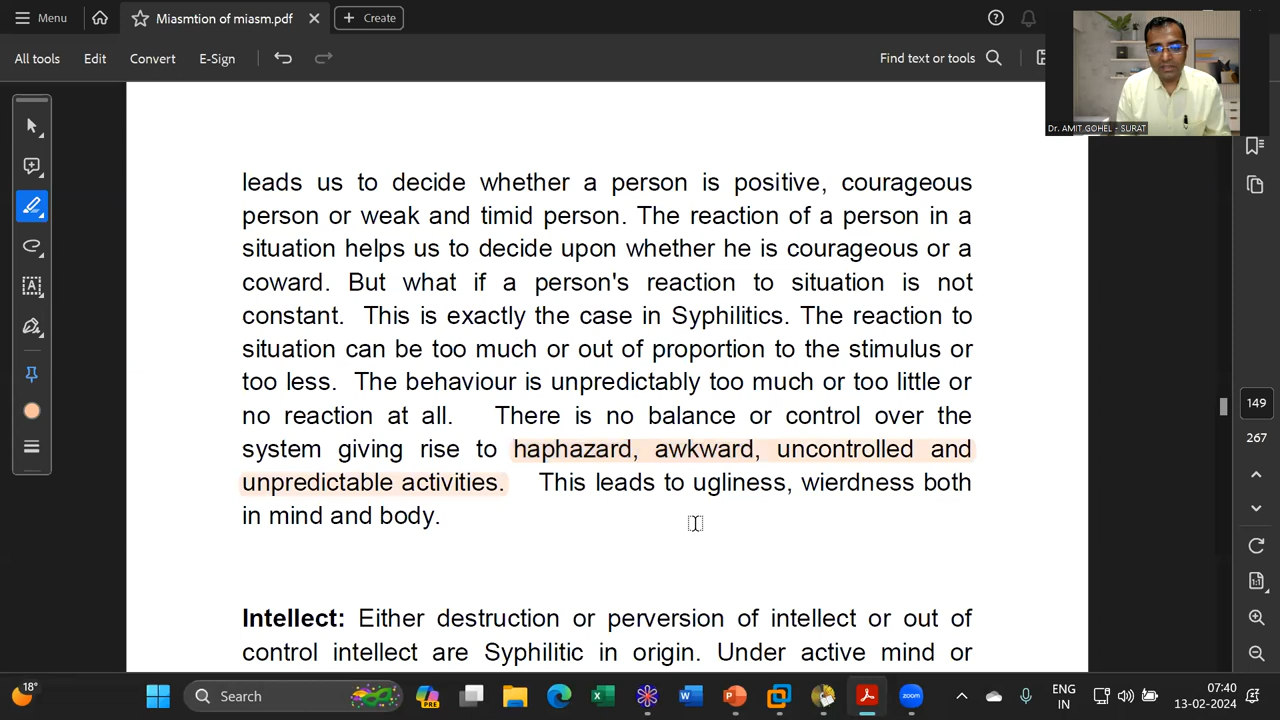 Menu
Miasmtion of miasm.pdf
Create
All tools
Edit
Convert
E-Sign
Find text or tools
Dr. AMIT GOHEL - SURAT
leads us to decide whether a person is positive, courageous
person or weak and timid person. The reaction of a person in a
situation helps us to decide upon whether he is courageous or a
coward. But what if a person's reaction to situation is not
constant. This is exactly the case in Syphilitics. The reaction to
situation can be too much or out of proportion to the stimulus or
too less. The behaviour is unpredictably too much or too little or
no reaction at all. There is no balance or control over the
system giving rise to haphazard, awkward, uncontrolled and
unpredictable activities. This leads to ugliness, wierdness both
in mind and body.
Intellect: Either destruction or perversion of intellect or out of
control intellect are Syphilitic in origin. Under active mind or
149
267
18°
Search
PRE
ENG
IN
07:40
13-02-2024